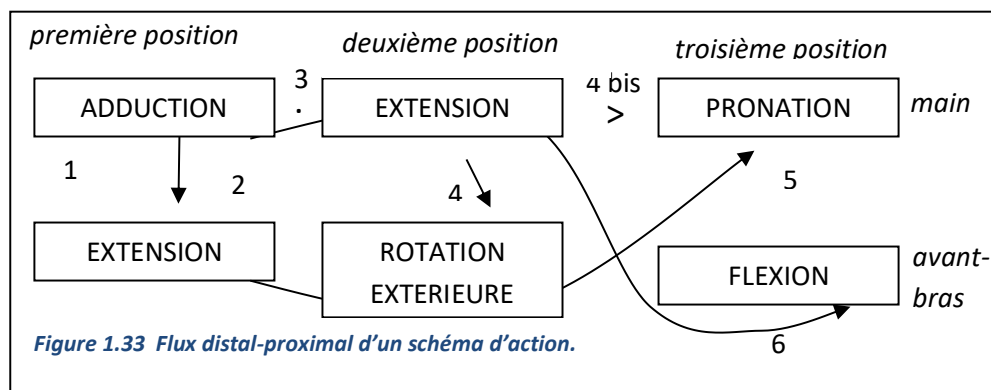 première position
deuxième position
troisième position
3
4 bis
ADDUCTION
.
EXTENSION
>
PRONATION
main
1
2
4
5
EXTENSION
ROTATION
EXTERIEURE
FLEXION
avant-
bras
Figure 1.33 Flux distal-proximal d’un schéma d’action.
6